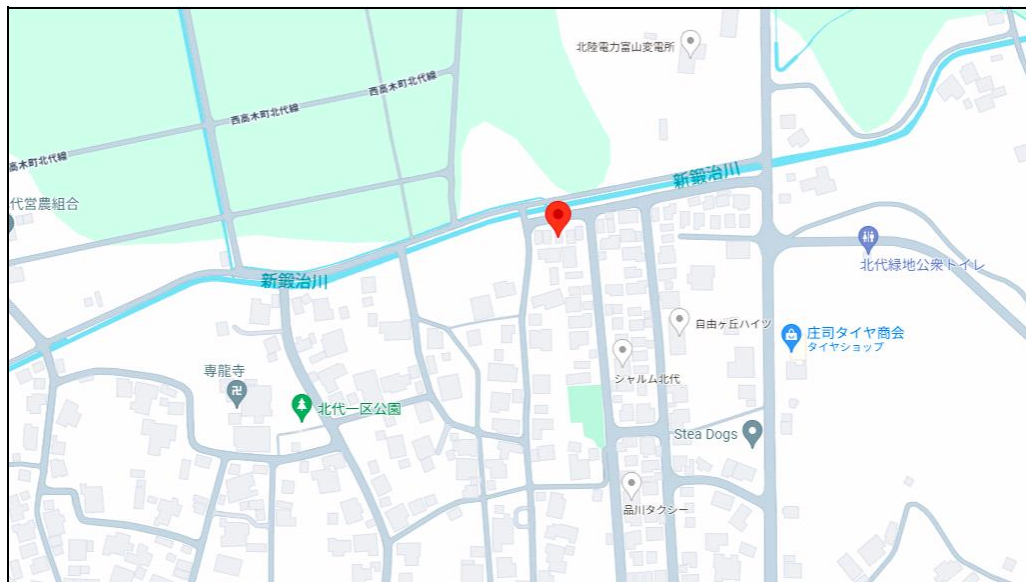 北陸電力富山変電所
西高木町北代線
西高木町北代線
高木町北代線
代営農組合
新鍛治川
新鍛治川
北代緑地公衆トイレ
自由ヶ丘ハイツ
庄司タイヤ商会
タイヤショップ
専龍寺
シャルム北代
北代一区公園
Stea Dogs
品川タクシー